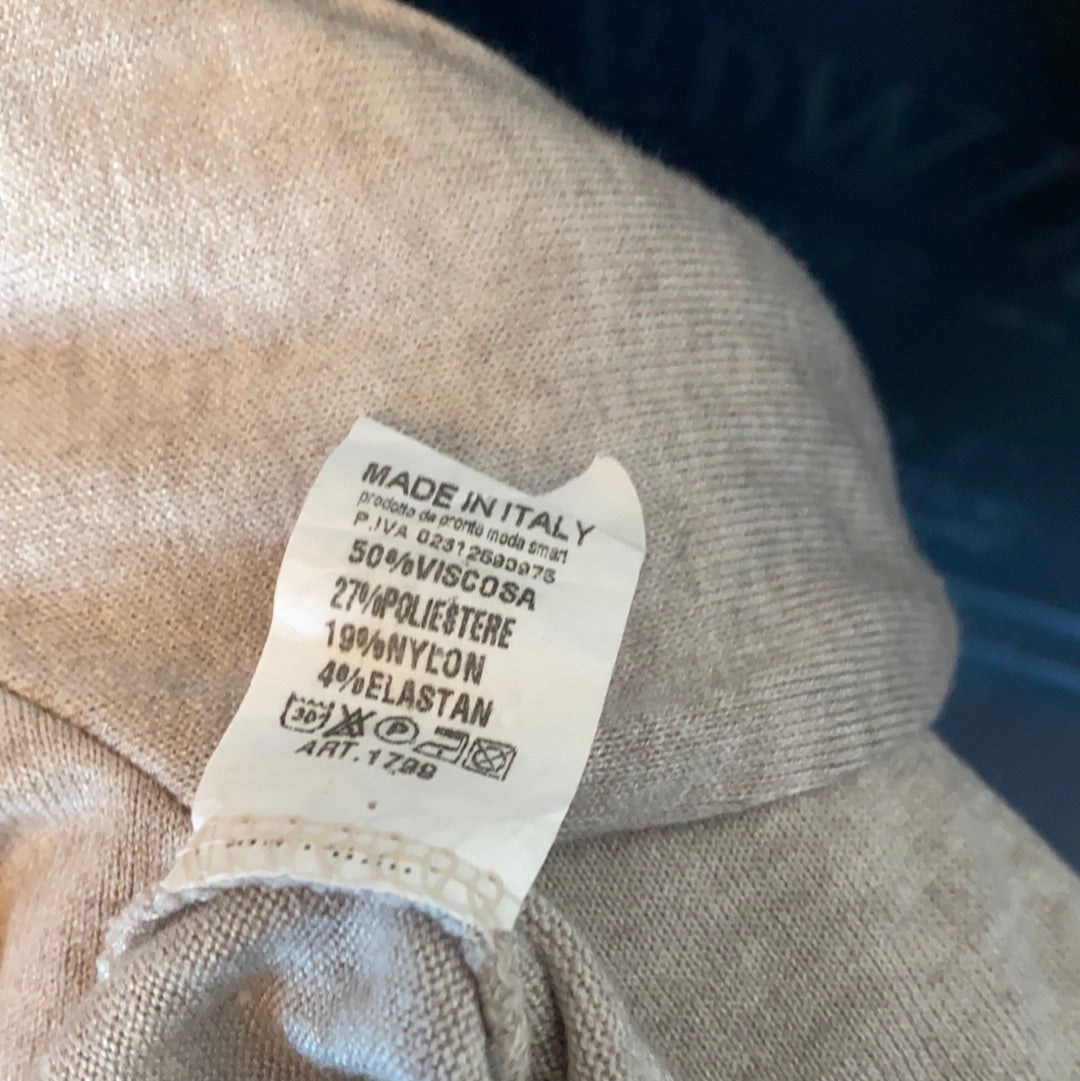 MADE IN ITALY
prodotto da pronto moda smart
P.IVA 02312590975
50%VISCOSA
27%POLIESTERE
19%NYLON
4%ELASTAN
30° P
ART.1799